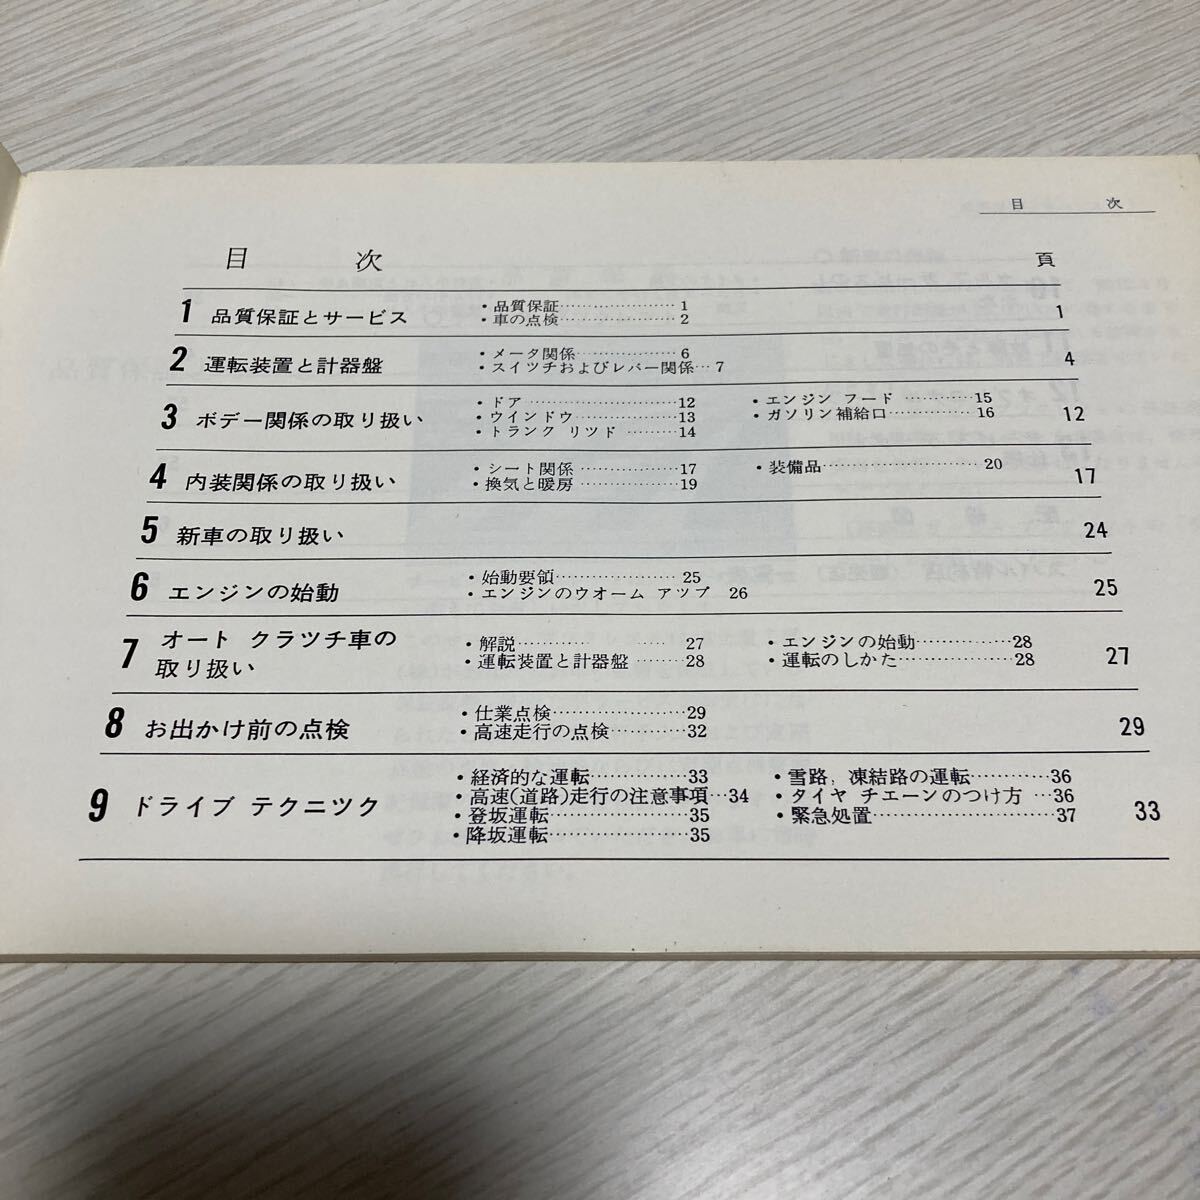 目 次
目 次 頁
1 品質保証とサービス ・品質保証………………… 1 1
・車の点検………………… 2
2 運転装置と計器盤 ・メータ関係……………… 6 4
・スイツチおよびレバー関係… 7
3 ボデー関係の取り扱い ・ドア……………………12 ・エンジン フード…………15 12
・ウインドウ………………13 ・ガソリン補給口……………16
・トランク リツド ………14
4 内装関係の取り扱い ・シート関係………………17 ・装備品……………………20 17
・換気と暖房………………19
5 新車の取り扱い 24
6 エンジンの始動 ・始動要領………………… 25 25
・エンジンのウオーム アツプ 26
7 オート クラツチ車の ・解説………… 27 ・エンジンの始動……………28 27
取り扱い ・運転装置と計器盤 ………28 ・運転のしかた………………28
8 お出かけ前の点検 ・仕業点検…………………29 29
・高速走行の点検…………32
9 ドライブ テクニツク ・経済的な運転……………33 ・雪路，凍結路の運転…………36 33
・高速(道路)走行の注意事項…34 ・タイヤ チエーンのつけ方 …36
・登坂運転…………………35 ・緊急処置………………………37
・降坂運転…………………35